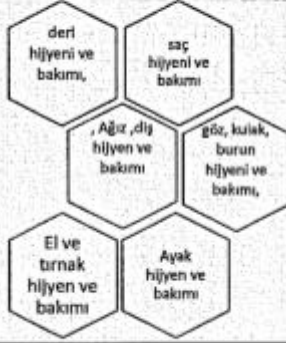 deri
hijyeni ve
bakımı,
saç
hijyeni ve
bakımı
, Ağız ,diş
hijyen ve
bakımı
göz, kulak,
burun
hijyeni ve
bakımı,
El ve
tırnak
hijyen ve
bakımı
Ayak
hijyen ve
bakımı